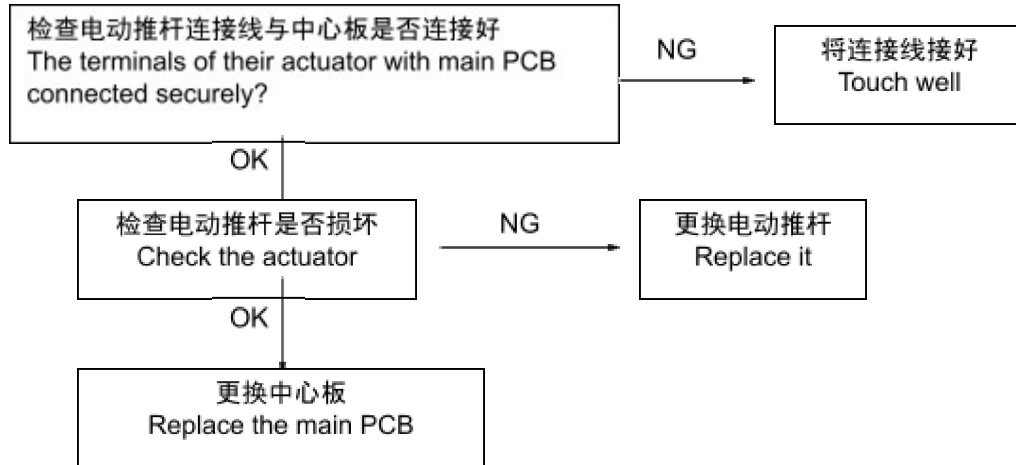 检查电动推杆连接线与中心板是否连接好
The terminals of their actuator with main PCB
connected securely?
NG
将连接线接好
Touch well
OK
检查电动推杆是否损坏
Check the actuator
NG
更换电动推杆
Replace it
OK
更换中心板
Replace the main PCB